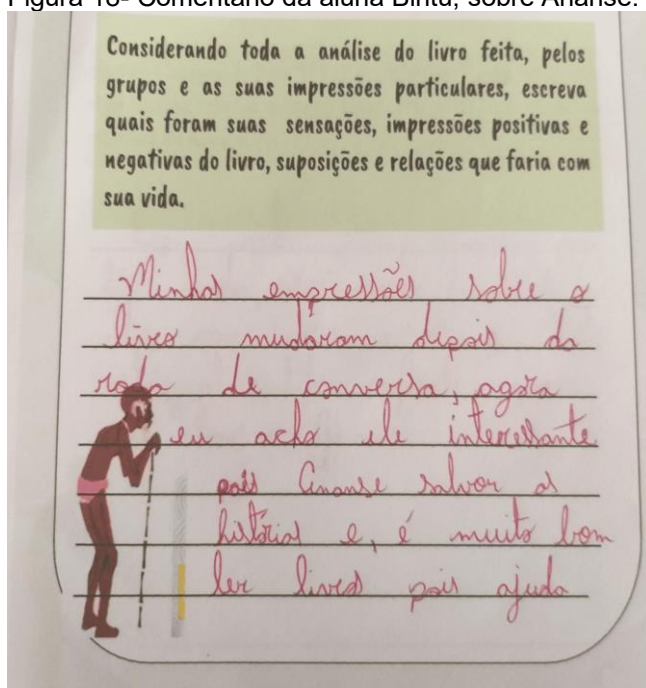 Figura 18- Comentário da aluna Bintu, sobre Ananse.
Considerando toda a análise do livro feita, pelos
grupos e as suas impressões particulares, escreva
quais foram suas sensações, impressões positivas e
negativas do livro, suposições e relações que faria com
sua vida.
Minhas empressões sobre o
livro mudaram depois da
roda de conversa, agora
eu acho ele interessante
pois Ananse salvou as
histórias e, é muito bom
ler livros pois ajuda